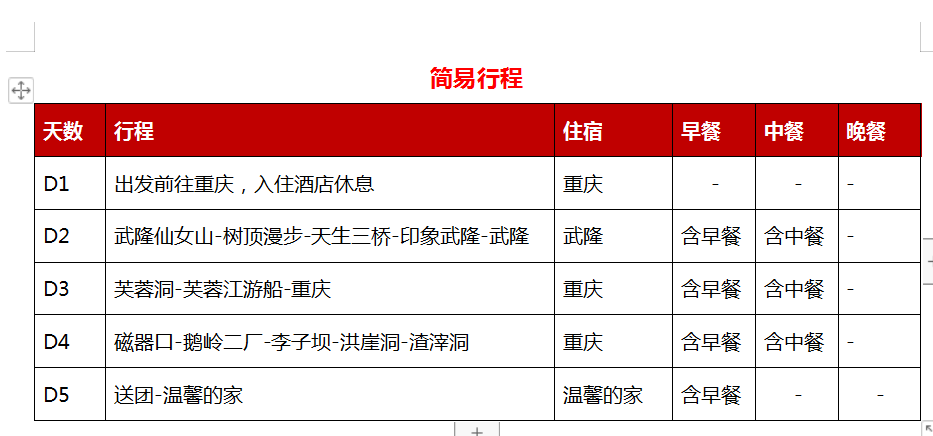 简易行程
天数 行程 住宿 早餐 中餐 晚餐
D1 出发前往重庆，入住酒店休息 重庆 - - -
D2 武隆仙女山-树顶漫步-天生三桥-印象武隆-武隆 武隆 含早餐 含中餐 -
D3 芙蓉洞-芙蓉江游船-重庆 重庆 含早餐 含中餐 -
D4 磁器口-鹅岭二厂-李子坝-洪崖洞-渣滓洞 重庆 含早餐 含中餐 -
D5 送团-温馨的家 温馨的家 含早餐 - -